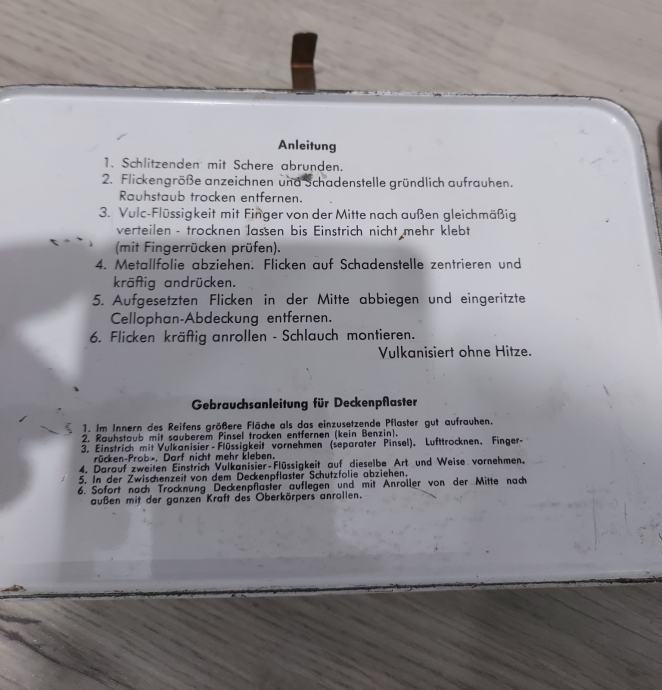 Anleitung
1. Schlitzenden mit Schere abrunden.
2. Flickengröße anzeichnen und Schadenstelle gründlich aufrauhen.
Rauhstaub trocken entfernen.
3. Vulc-Flüssigkeit mit Finger von der Mitte nach außen gleichmäßig
verteilen - trocknen lassen bis Einstrich nicht mehr klebt
(mit Fingerrücken prüfen).
4. Metallfolie abziehen. Flicken auf Schadenstelle zentrieren und
kräftig andrücken.
5. Aufgesetzten Flicken in der Mitte abbiegen und eingeritzte
Cellophan-Abdeckung entfernen.
6. Flicken kräftig anrollen - Schlauch montieren.
Vulkanisiert ohne Hitze.
Gebrauchsanleitung für Deckenpflaster
1. Im Innern des Reifens größere Fläche als das einzusetzende Pflaster gut aufrauhen.
2. Rauhstaub mit sauberem Pinsel trocken entfernen (kein Benzin).
3. Einstrich mit Vulkanisier-Flüssigkeit vornehmen (separater Pinsel). Lufttrocknen. Finger-
rücken-Probe. Darf nicht mehr kleben.
4. Darauf zweiten Einstrich Vulkanisier-Flüssigkeit auf dieselbe Art und Weise vornehmen.
5. In der Zwischenzeit von dem Deckenpflaster Schutzfolie abziehen.
6. Sofort nach Trocknung Deckenpflaster auflegen und mit Anroller von der Mitte nach
außen mit der ganzen Kraft des Oberkörpers anrollen.